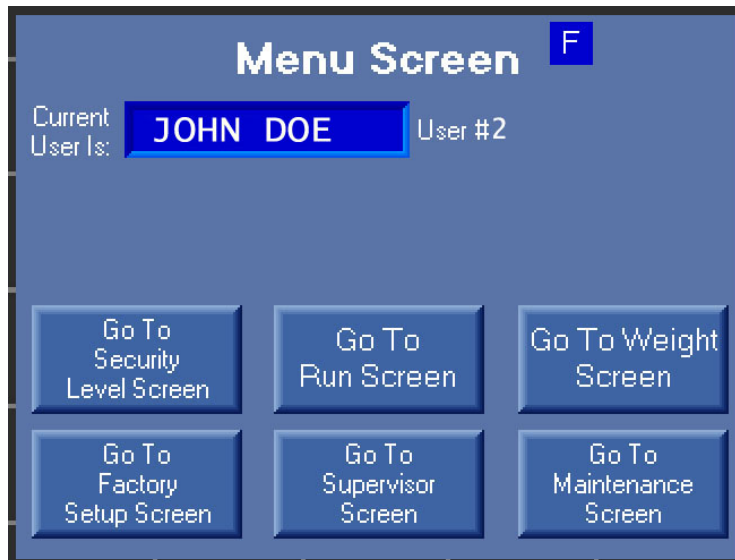 Menu Screen F
Current
User Is:
JOHN DOE
User #2
Go To
Security
Level Screen
Go To
Run Screen
Go To Weight
Screen
Go To
Factory
Setup Screen
Go To
Supervisor
Screen
Go To
Maintenance
Screen